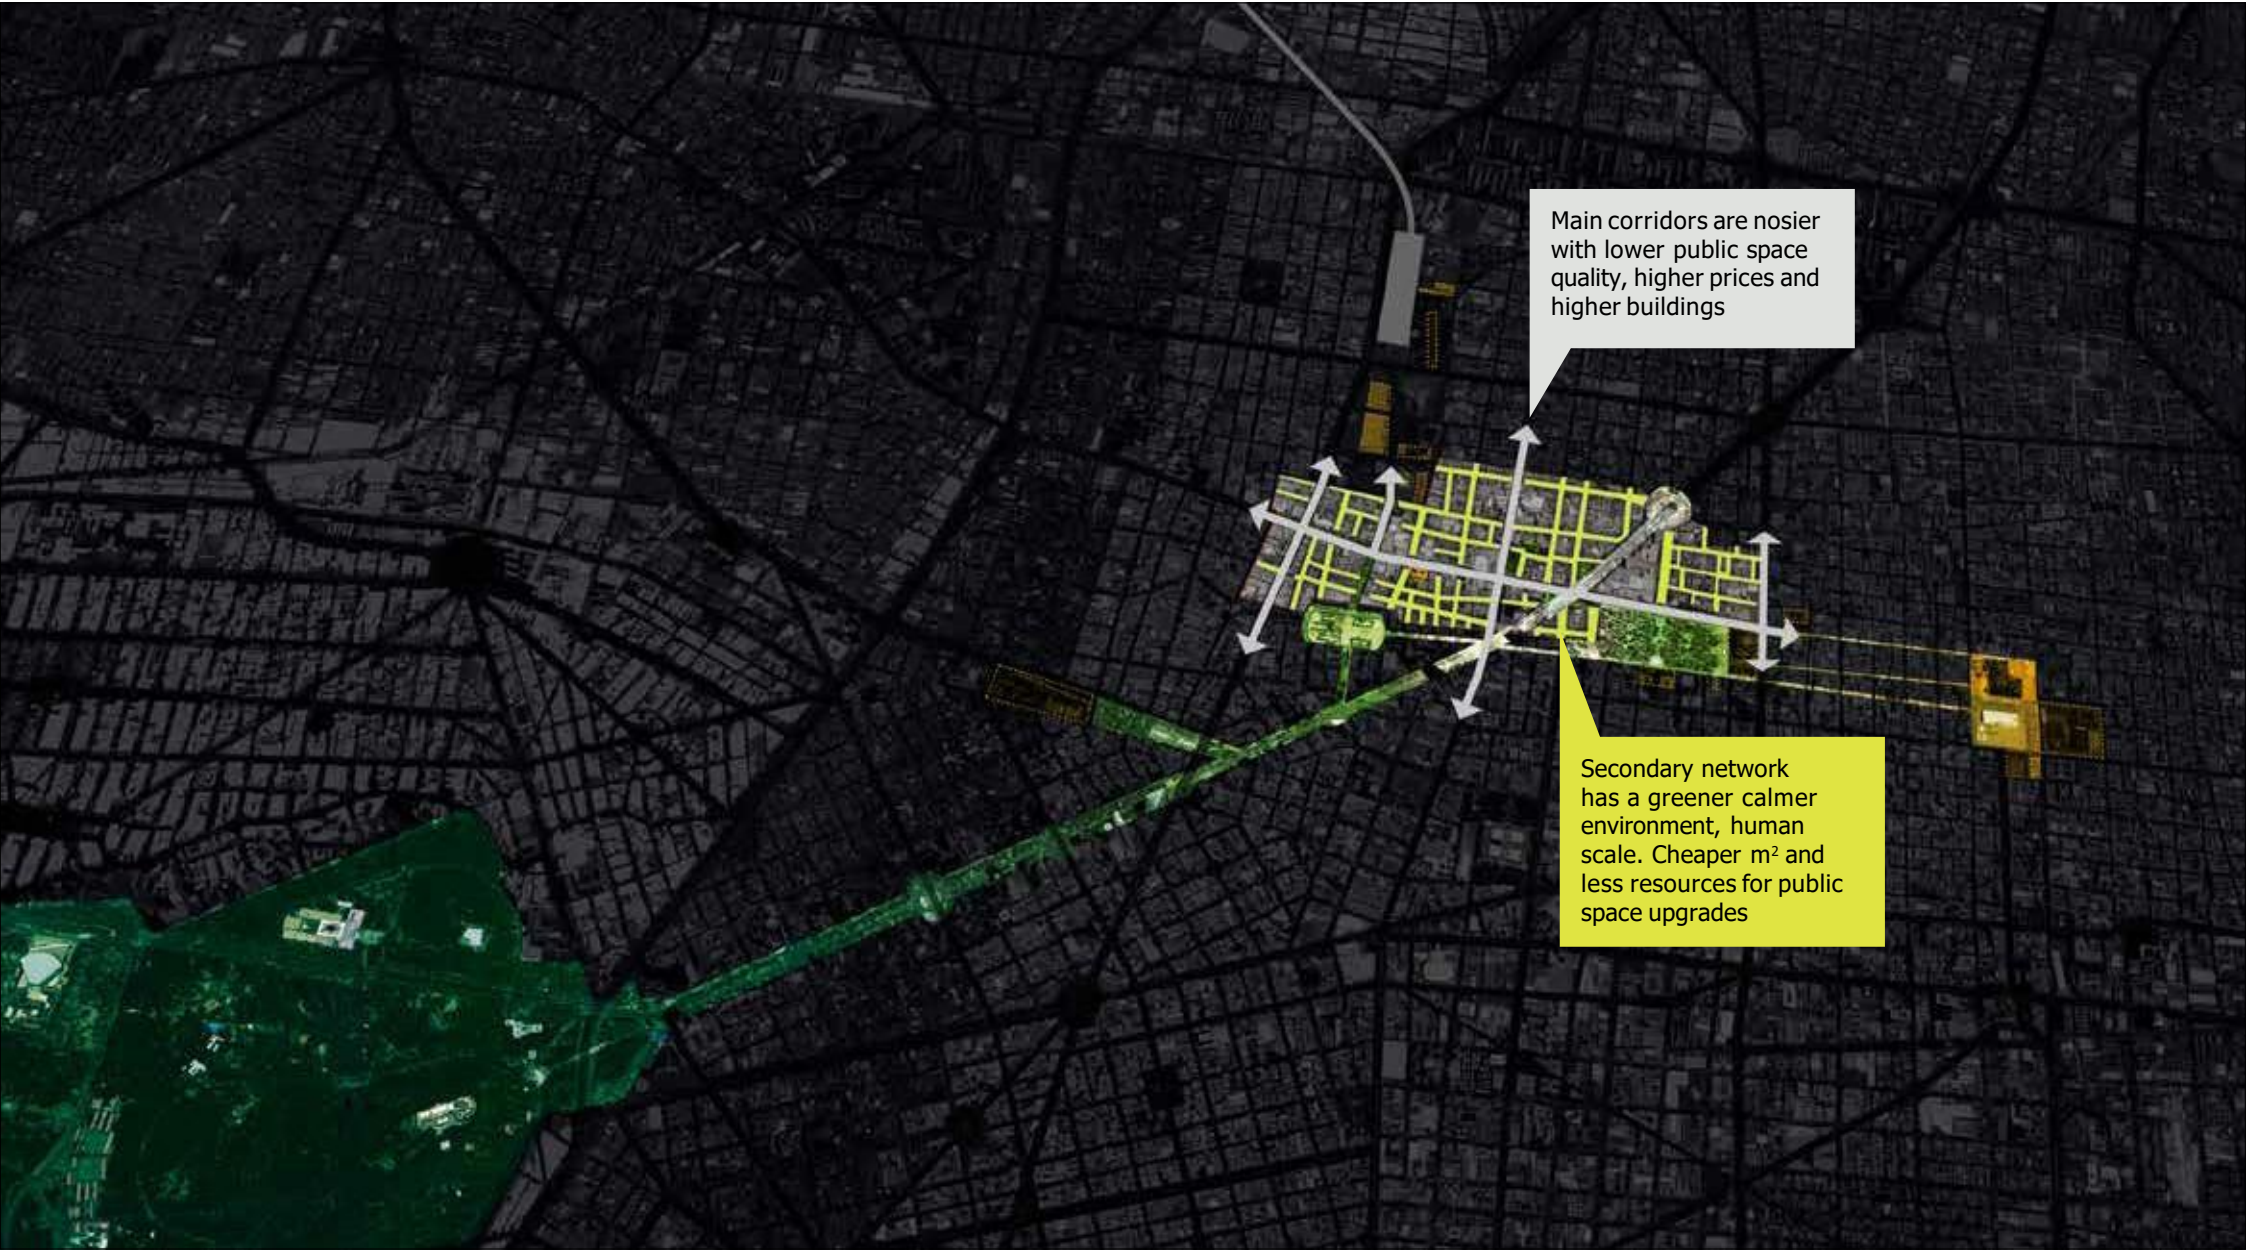 Main corridors are nosier
with lower public space
quality, higher prices and
higher buildings
Secondary network
has a greener calmer
environment, human
scale. Cheaper m² and
less resources for public
space upgrades